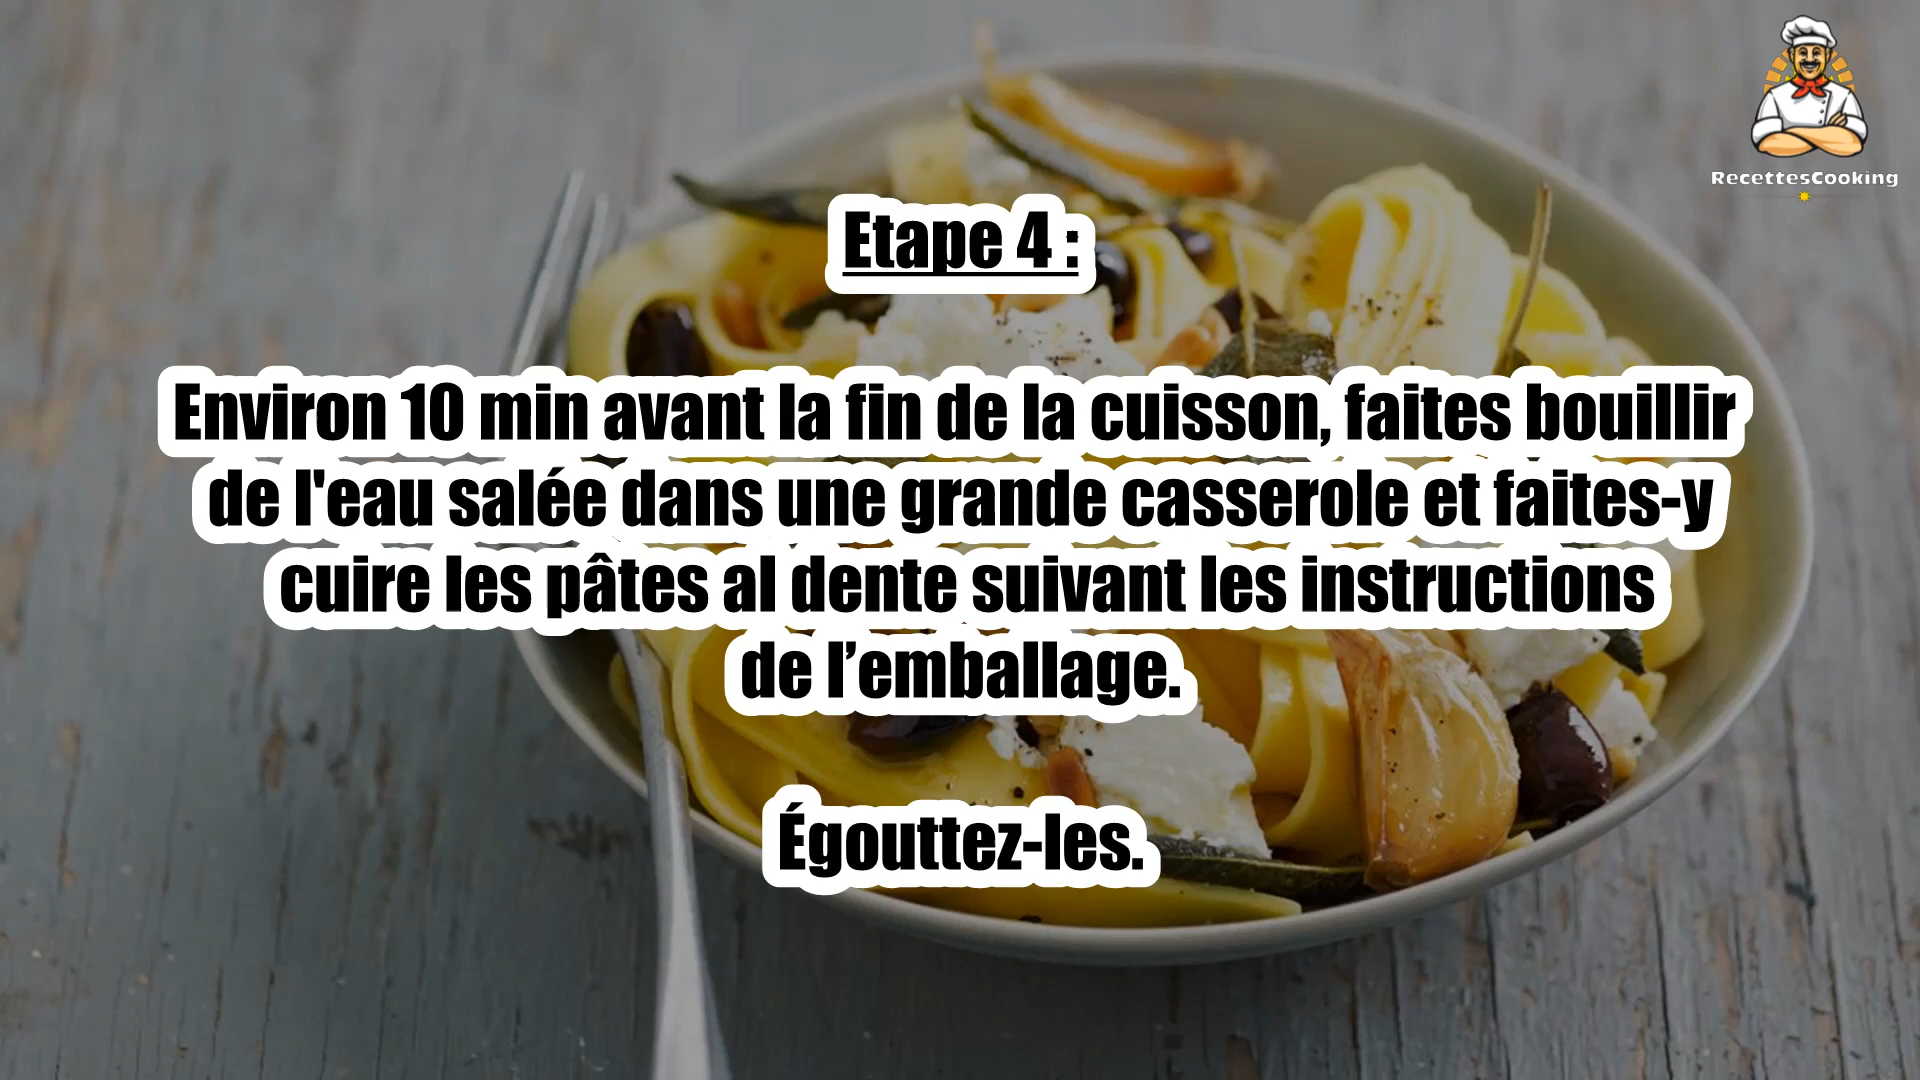 RecettesCooking
Etape 4 :
Environ 10 min avant la fin de la cuisson, faites bouillir
de l'eau salée dans une grande casserole et faites-y
cuire les pâtes al dente suivant les instructions
de l’emballage.
Égouttez-les.